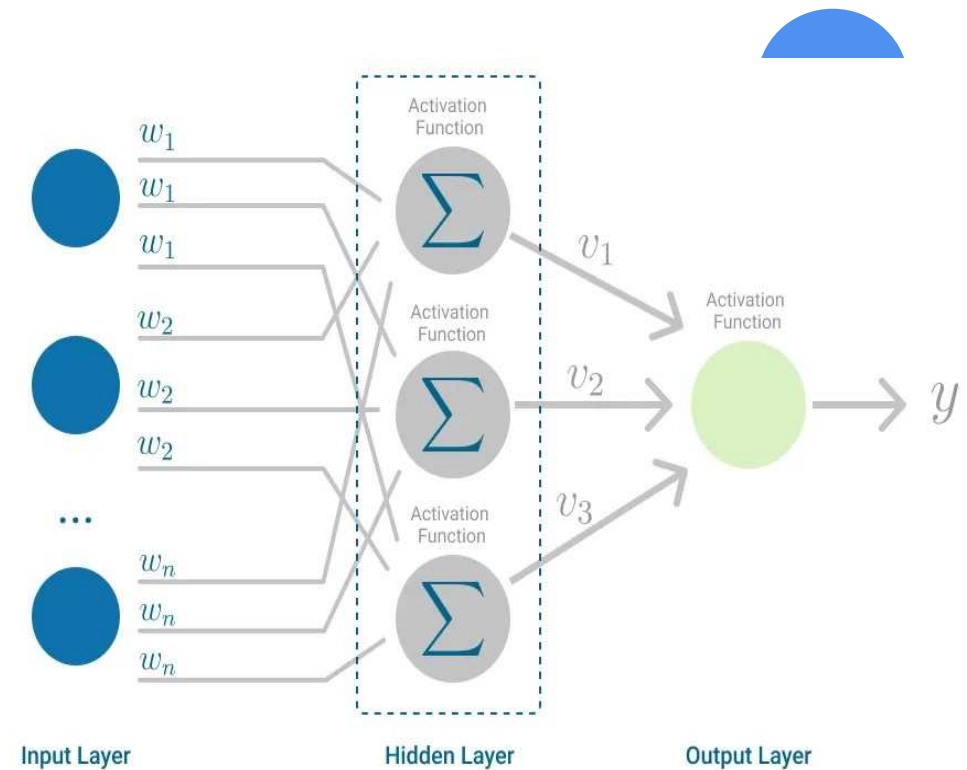 Activation
Function
w₁
w₁
w₁
Σ
v₁
Activation
Function
w₂
Activation
Function
w₂
Σ
v₂
y
w₂
...
Activation
Function
v₃
wₙ
wₙ
Σ
wₙ
Input Layer
Hidden Layer
Output Layer